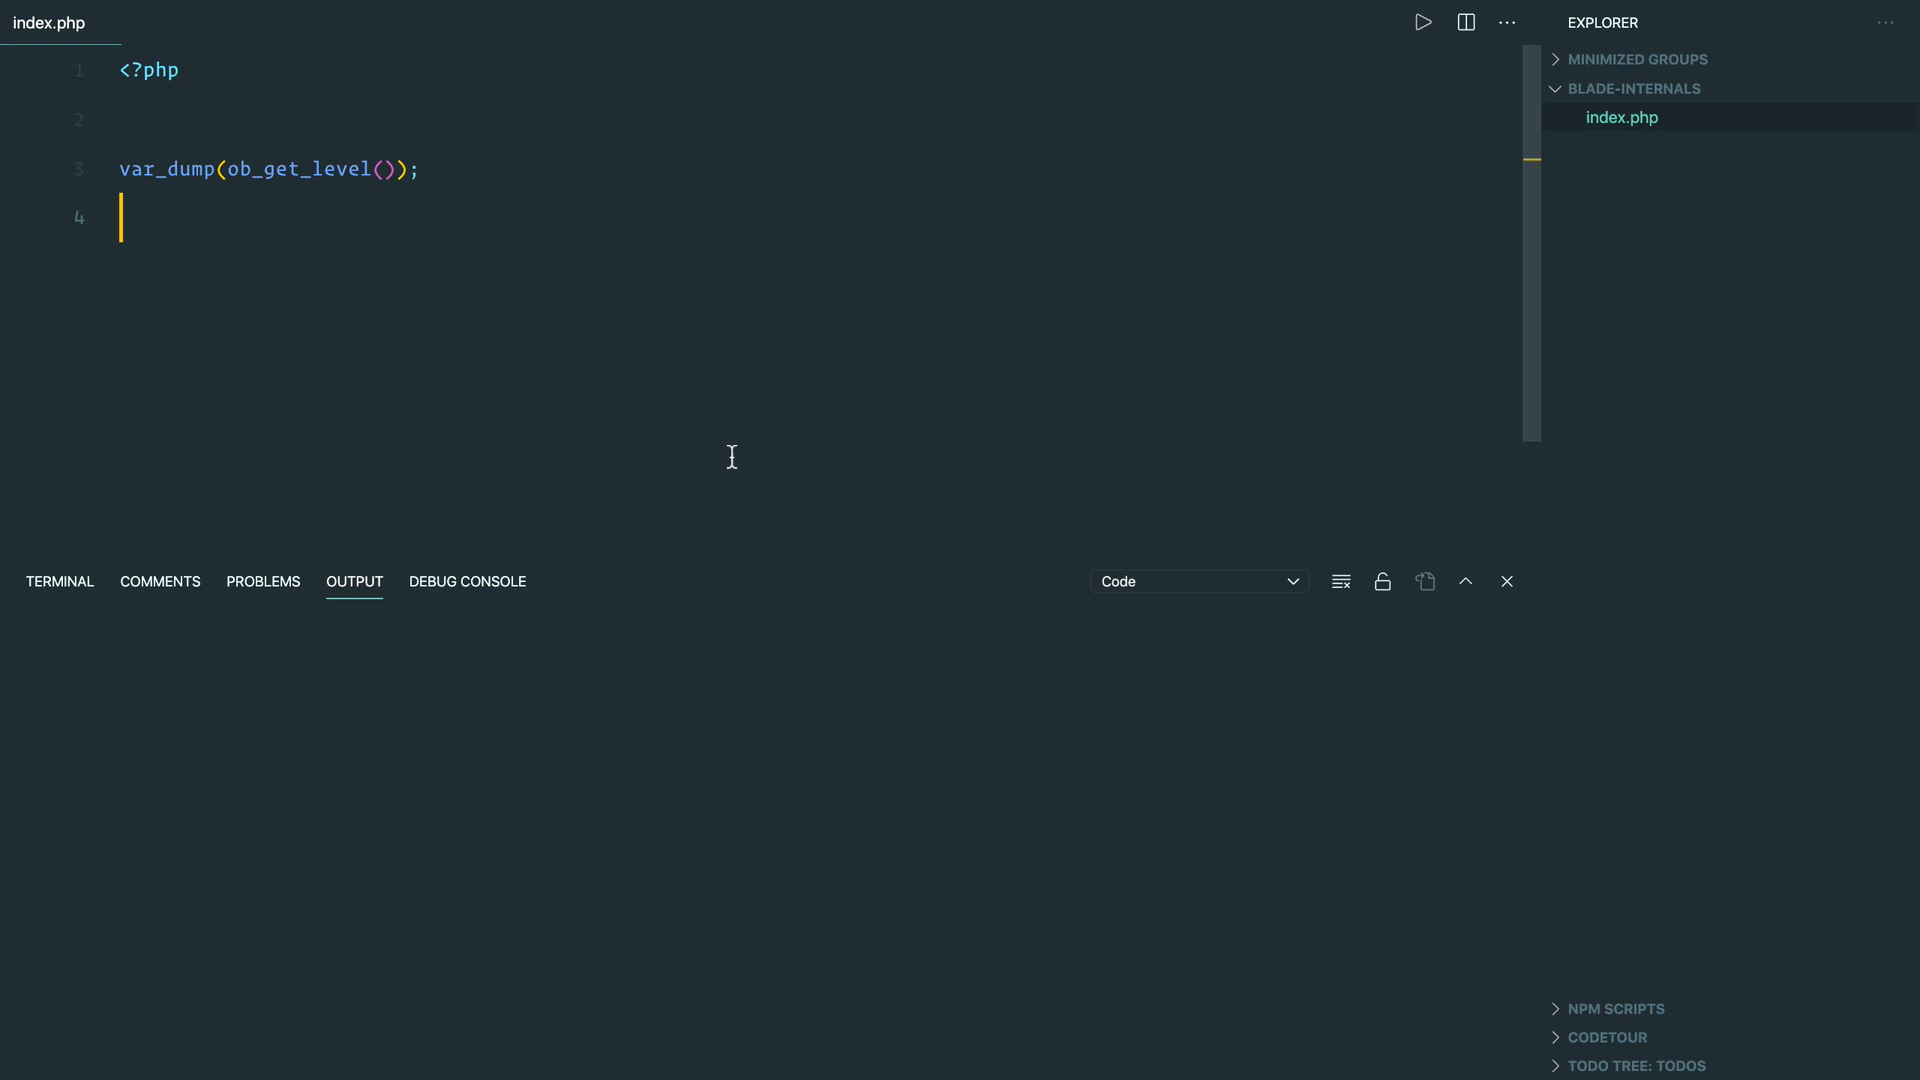 index.php
1 <?php
2
3 var_dump(ob_get_level());
4
TERMINAL COMMENTS PROBLEMS OUTPUT DEBUG CONSOLE Code
EXPLORER
MINIMIZED GROUPS
BLADE-INTERNALS
index.php
NPM SCRIPTS
CODETOUR
TODO TREE: TODOS